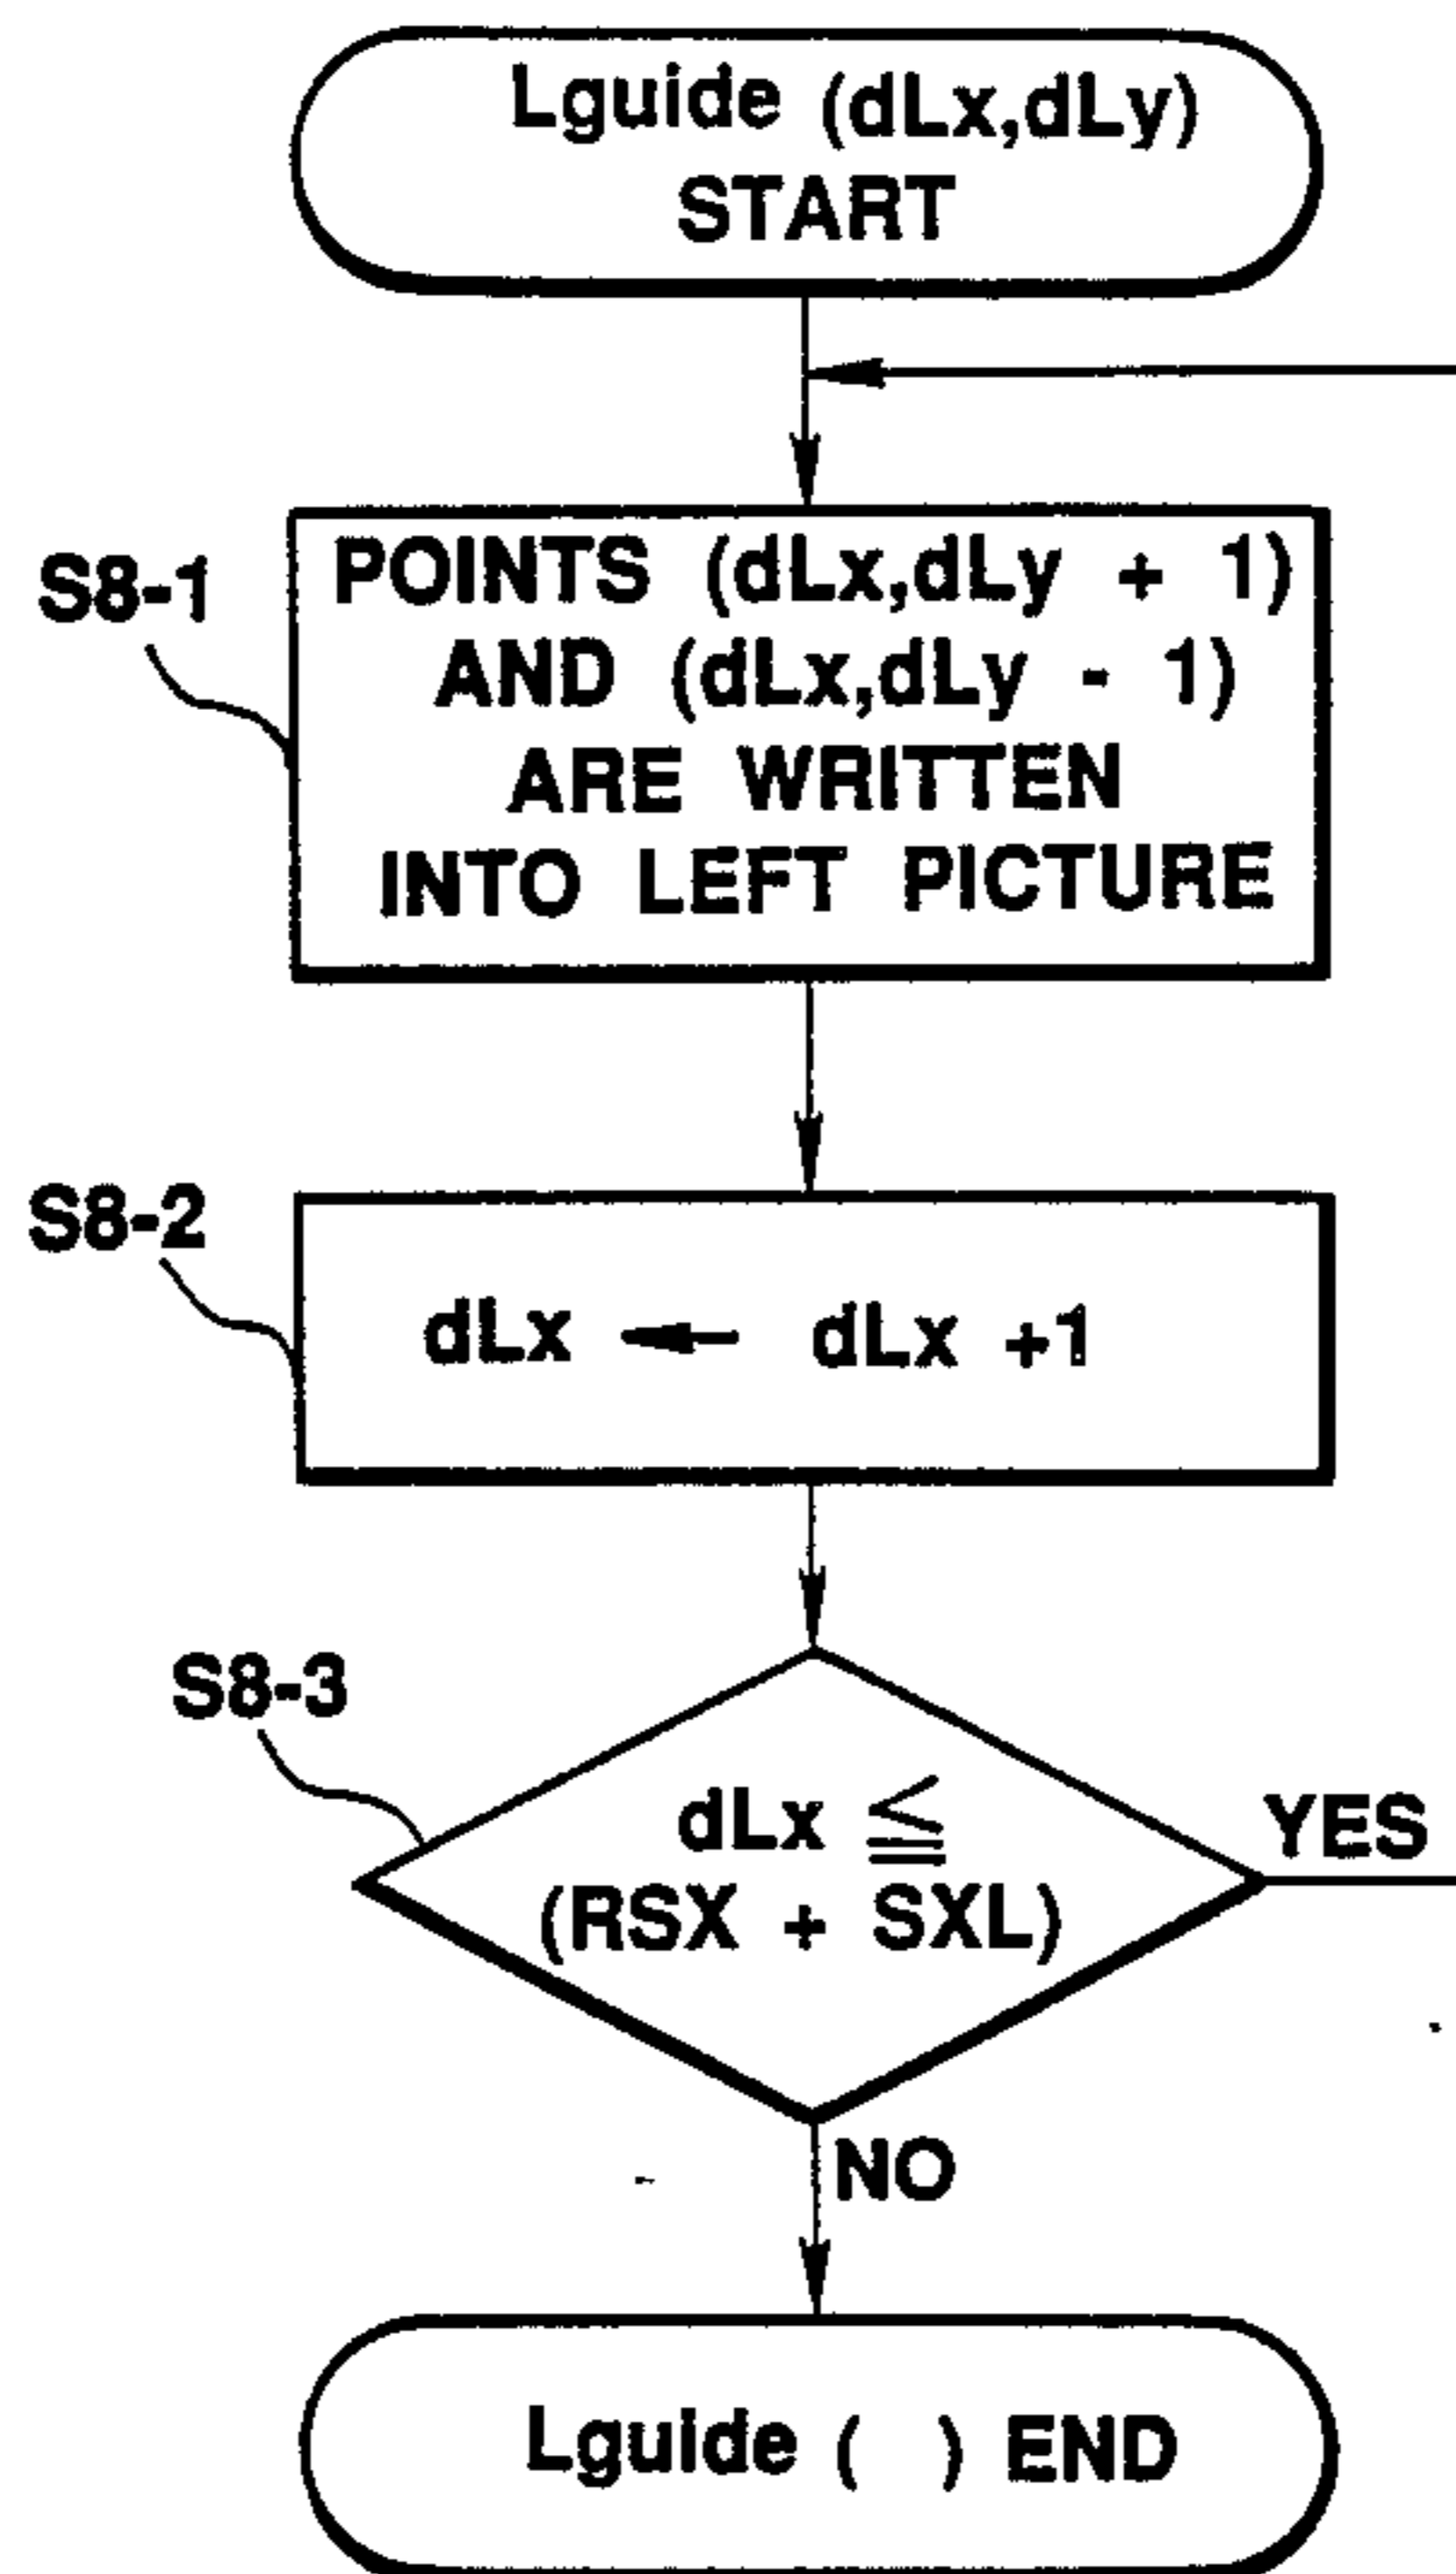 Lguide (dLx,dLy)
START
S8-1
POINTS (dLx,dLy + 1)
AND (dLx,dLy - 1)
ARE WRITTEN
INTO LEFT PICTURE
S8-2
dLx ← dLx +1
S8-3
dLx ≦
(RSX + SXL)
YES
NO
Lguide ( ) END